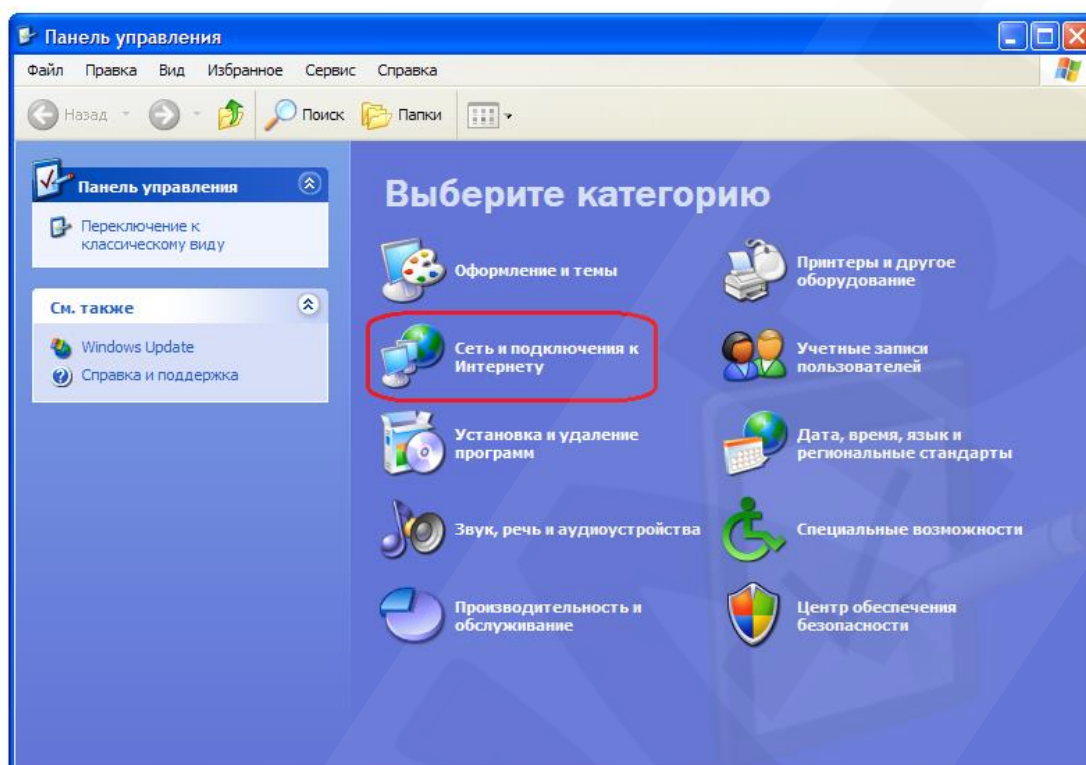 Панель управления
Файл Правка Вид Избранное Сервис Справка
Назад Поиск Папки
Панель управления
Переключение к
классическому виду
См. также
Windows Update
Справка и поддержка
Выберите категорию
Оформление и темы
Принтеры и другое
оборудование
Сеть и подключения к
Интернету
Учетные записи
пользователей
Установка и удаление
программ
Дата, время, язык и
региональные стандарты
Звук, речь и аудиоустройства
Специальные возможности
Производительность и
обслуживание
Центр обеспечения
безопасности